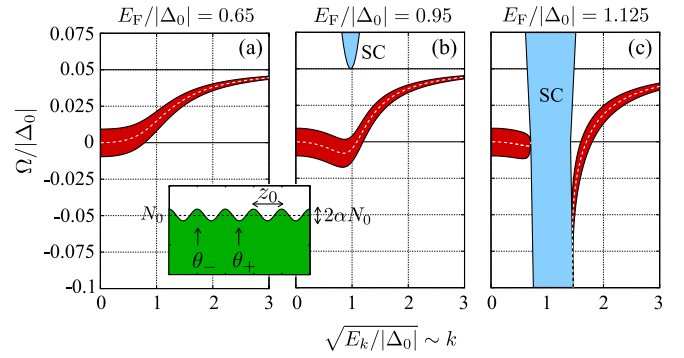 E_F/|Δ_0| = 0.65 E_F/|Δ_0| = 0.95 E_F/|Δ_0| = 1.125
0.075 (a) (b) (c)
0.05 SC
0.025 SC
0
-0.025
-0.05
-0.075
-0.1
Ω/|Δ_0|
z_0
N_0 2αN_0
θ_- θ_+
0 1 2 3 0 1 2 3 0 1 2 3
√E_k/|Δ_0| ~ k